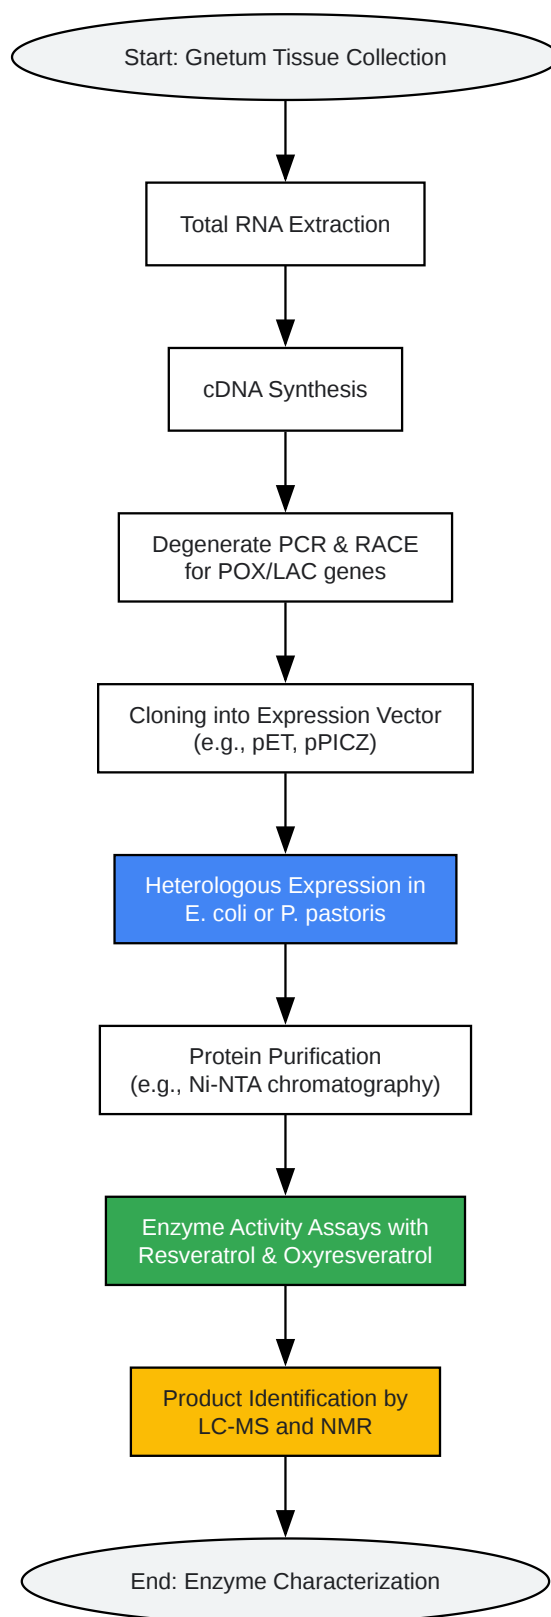 Start: Gnetum Tissue Collection
Total RNA Extraction
cDNA Synthesis
Degenerate PCR & RACE
for POX/LAC genes
Cloning into Expression Vector
(e.g., pET, pPICZ)
Heterologous Expression in
E. coli or P. pastoris
Protein Purification
(e.g., Ni-NTA chromatography)
Enzyme Activity Assays with
Resveratrol & Oxyresveratrol
Product Identification by
LC-MS and NMR
End: Enzyme Characterization